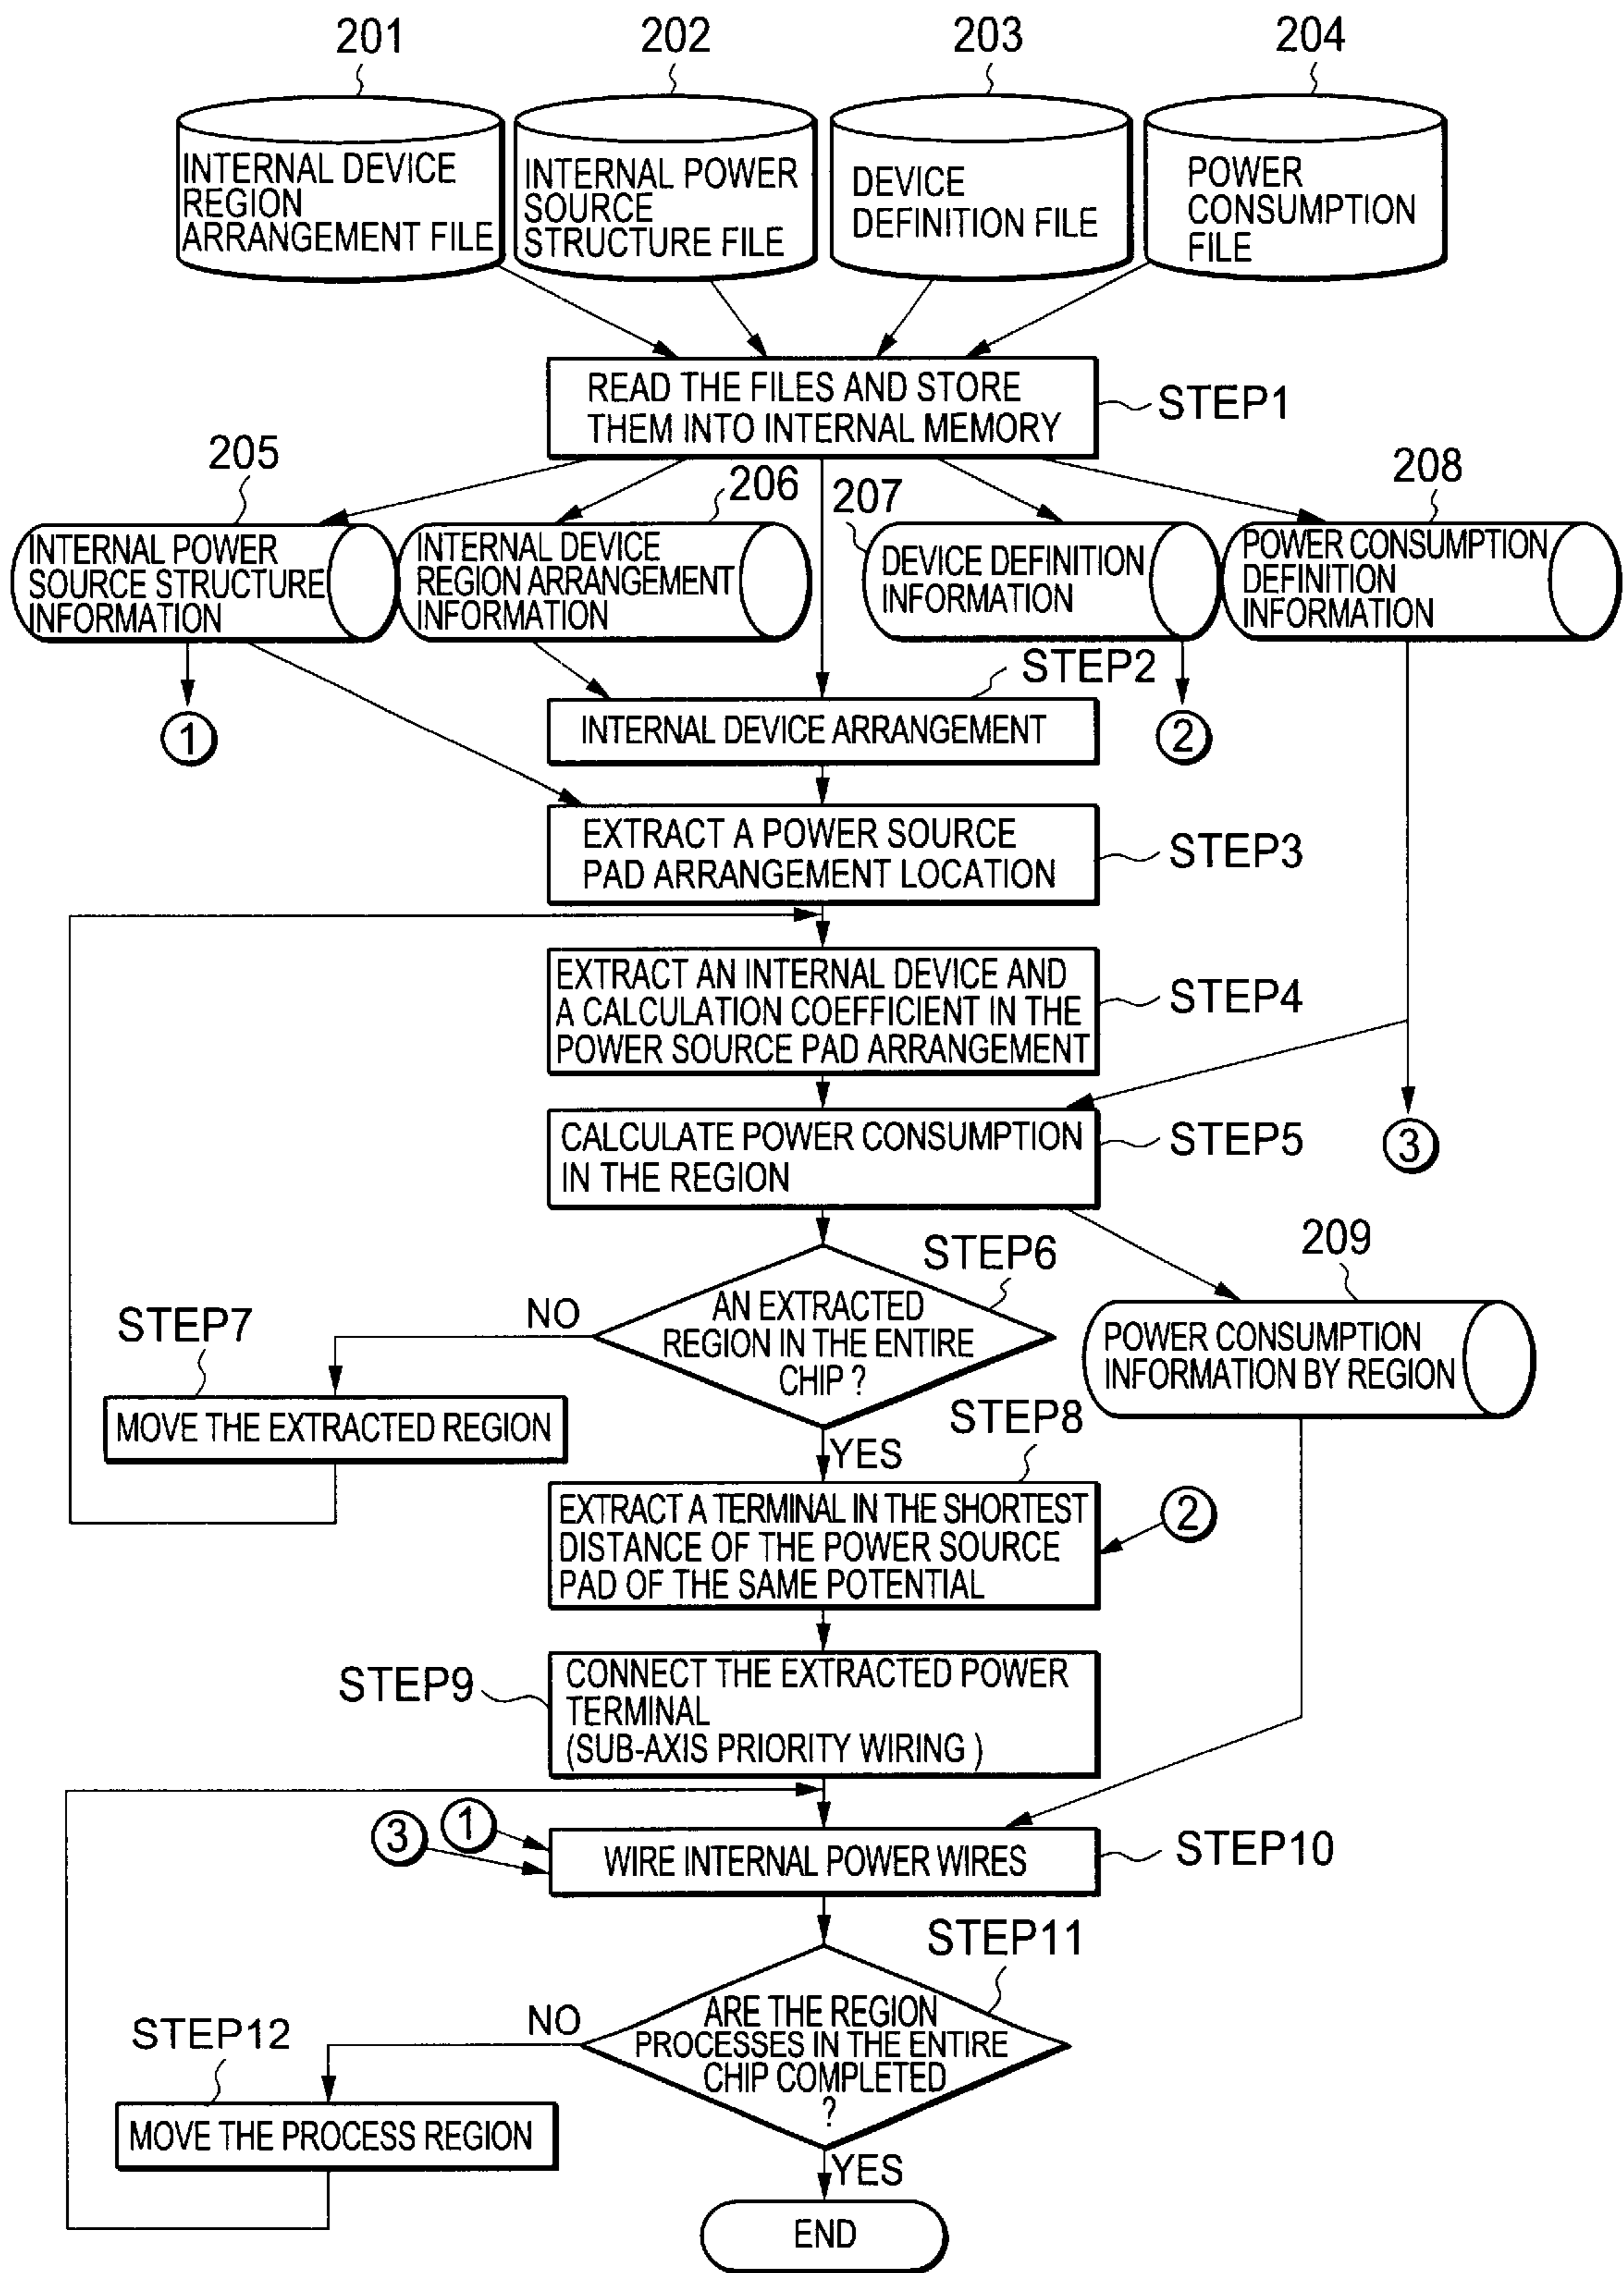 201
202
203
204
INTERNAL DEVICE
REGION
ARRANGEMENT FILE
INTERNAL POWER
SOURCE
STRUCTURE FILE
DEVICE
DEFINITION FILE
POWER
CONSUMPTION
FILE
READ THE FILES AND STORE
THEM INTO INTERNAL MEMORY
STEP1
205
206
207
208
INTERNAL POWER
SOURCE STRUCTURE
INFORMATION
INTERNAL DEVICE
REGION ARRANGEMENT
INFORMATION
DEVICE DEFINITION
INFORMATION
POWER CONSUMPTION
DEFINITION
INFORMATION
STEP2
1
INTERNAL DEVICE ARRANGEMENT
2
EXTRACT A POWER SOURCE
PAD ARRANGEMENT LOCATION
STEP3
EXTRACT AN INTERNAL DEVICE AND
A CALCULATION COEFFICIENT IN THE
POWER SOURCE PAD ARRANGEMENT
STEP4
CALCULATE POWER CONSUMPTION
IN THE REGION
STEP5
3
209
STEP6
AN EXTRACTED
REGION IN THE ENTIRE
CHIP ?
NO
STEP7
MOVE THE EXTRACTED REGION
POWER CONSUMPTION
INFORMATION BY REGION
YES
STEP8
EXTRACT A TERMINAL IN THE SHORTEST
DISTANCE OF THE POWER SOURCE
PAD OF THE SAME POTENTIAL
2
STEP9
CONNECT THE EXTRACTED POWER
TERMINAL
(SUB-AXIS PRIORITY WIRING )
3
1
WIRE INTERNAL POWER WIRES
STEP10
STEP11
ARE THE REGION
PROCESSES IN THE ENTIRE
CHIP COMPLETED
?
NO
STEP12
MOVE THE PROCESS REGION
YES
END